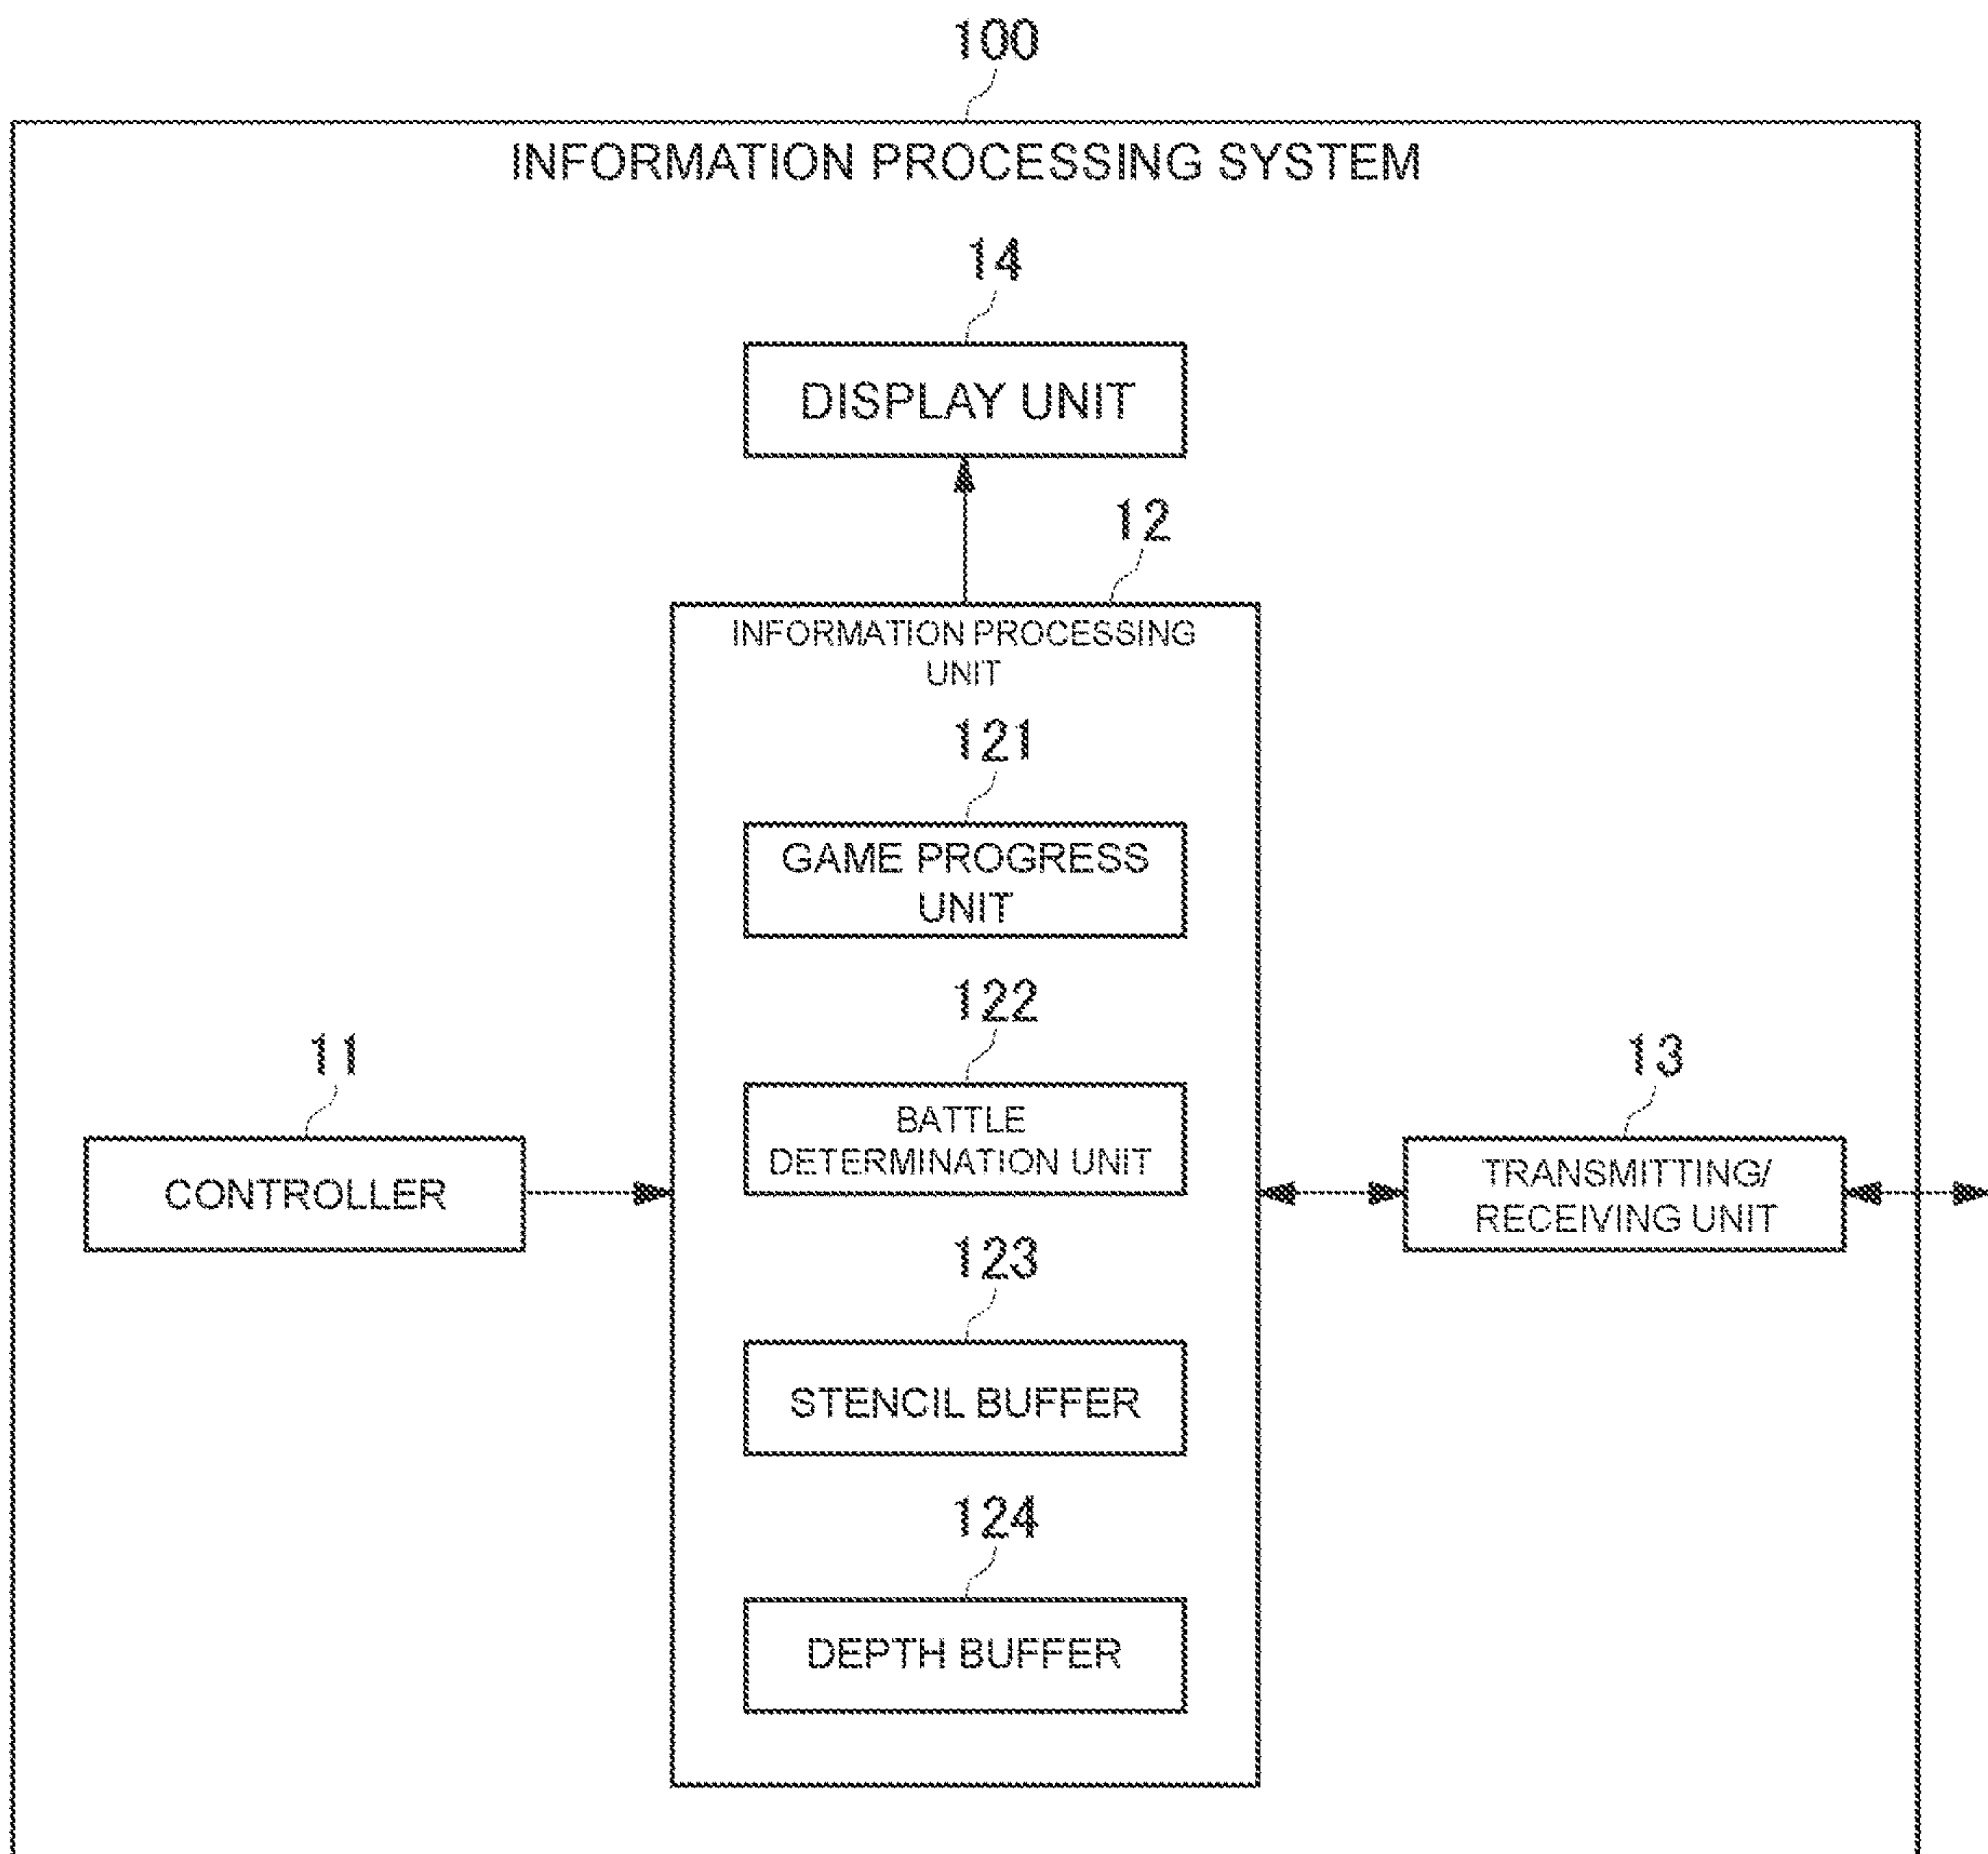 100
INFORMATION PROCESSING SYSTEM
14
DISPLAY UNIT
12
INFORMATION PROCESSING
UNIT
121
GAME PROGRESS
UNIT
122
BATTLE
DETERMINATION UNIT
11
CONTROLLER
13
TRANSMITTING/
RECEIVING UNIT
123
STENCIL BUFFER
124
DEPTH BUFFER